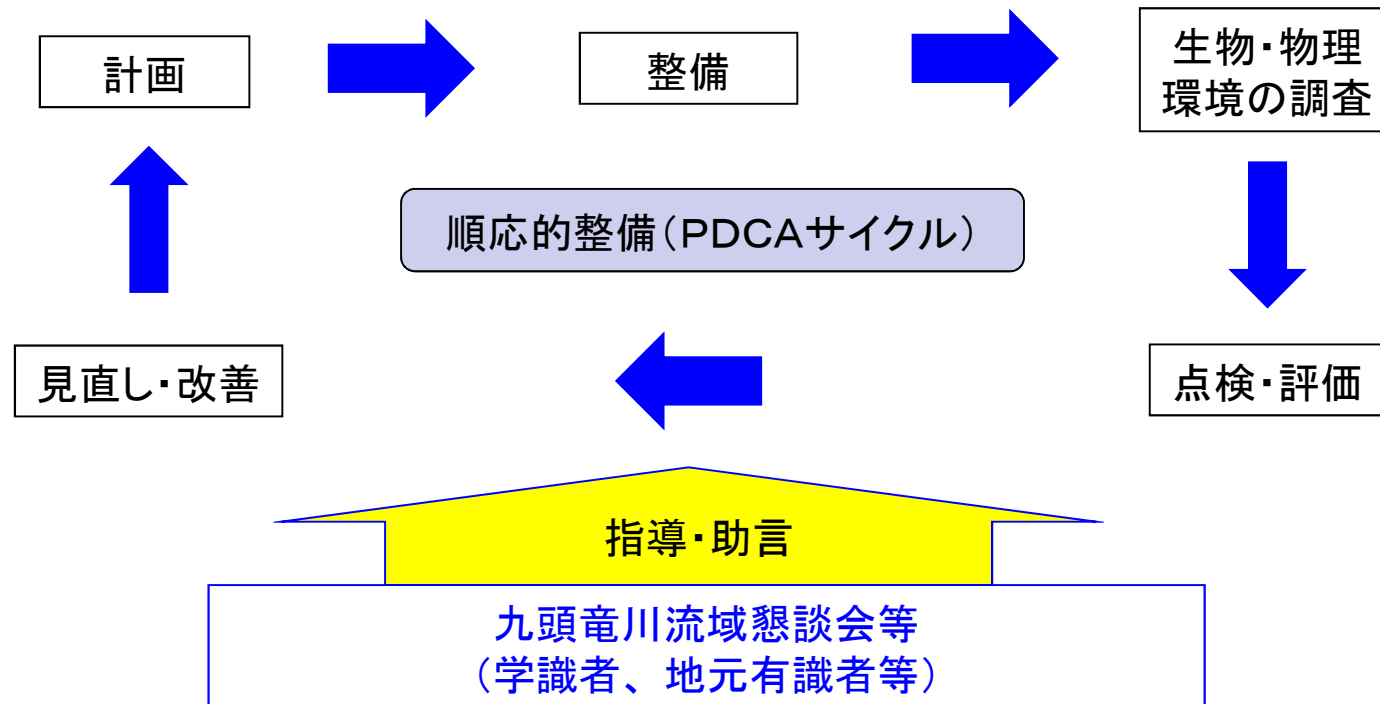 計画
整備
生物・物理
環境の調査
順応的整備(PDCAサイクル)
見直し・改善
点検・評価
指導・助言
九頭竜川流域懇談会等
(学識者、地元有識者等)